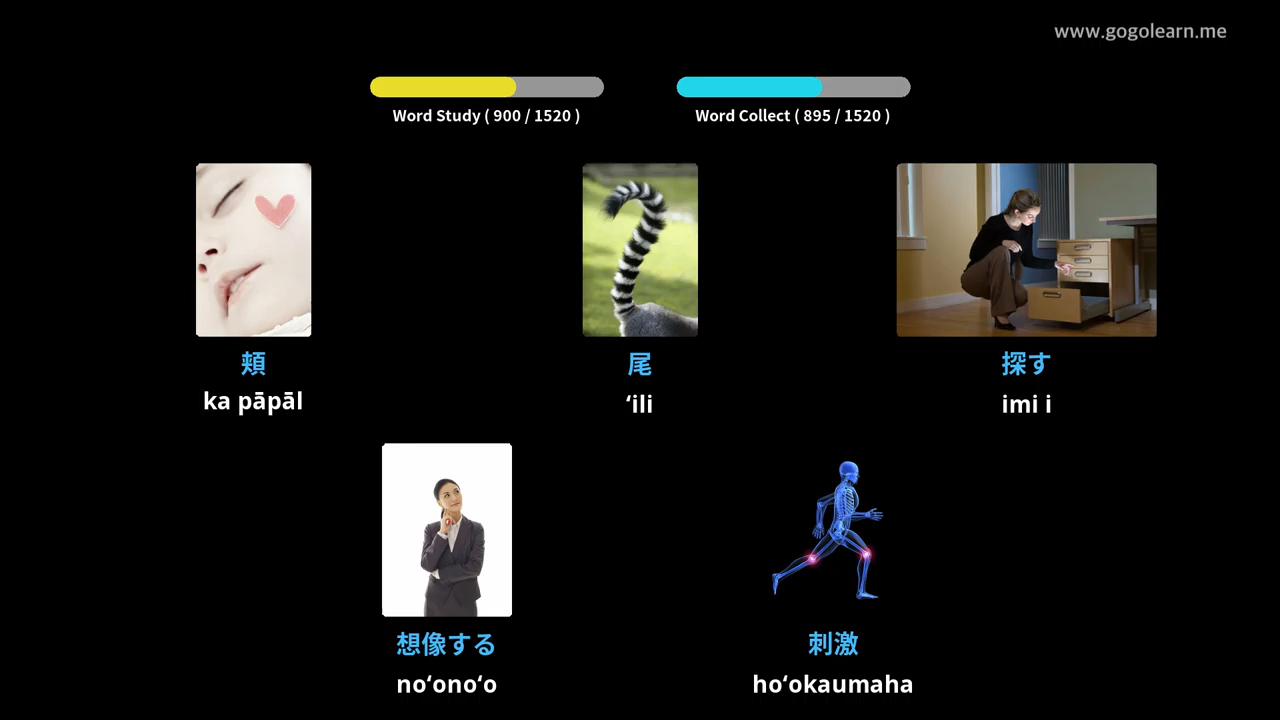 www.gogolearn.me
Word Study ( 900 / 1520 )
Word Collect ( 895 / 1520 )
頬
ka pāpāl
尾
ʻili
探す
imi i
想像する
noʻonoʻo
刺激
hoʻokaumaha